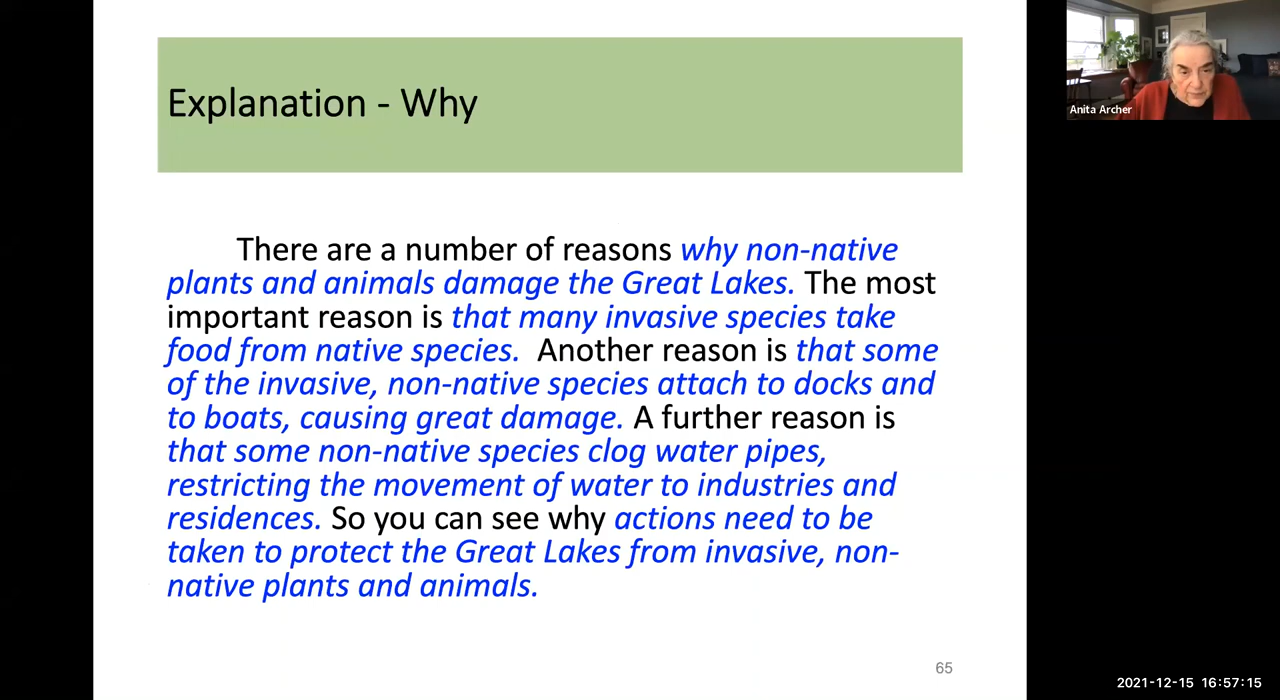 Explanation - Why
There are a number of reasons why non-native
plants and animals damage the Great Lakes. The most
important reason is that many invasive species take
food from native species.  Another reason is that some
of the invasive, non-native species attach to docks and
to boats, causing great damage. A further reason is
that some non-native species clog water pipes,
restricting the movement of water to industries and
residences. So you can see why actions need to be
taken to protect the Great Lakes from invasive, non-
native plants and animals.
65
Anita Archer
2021-12-15 16:57:15